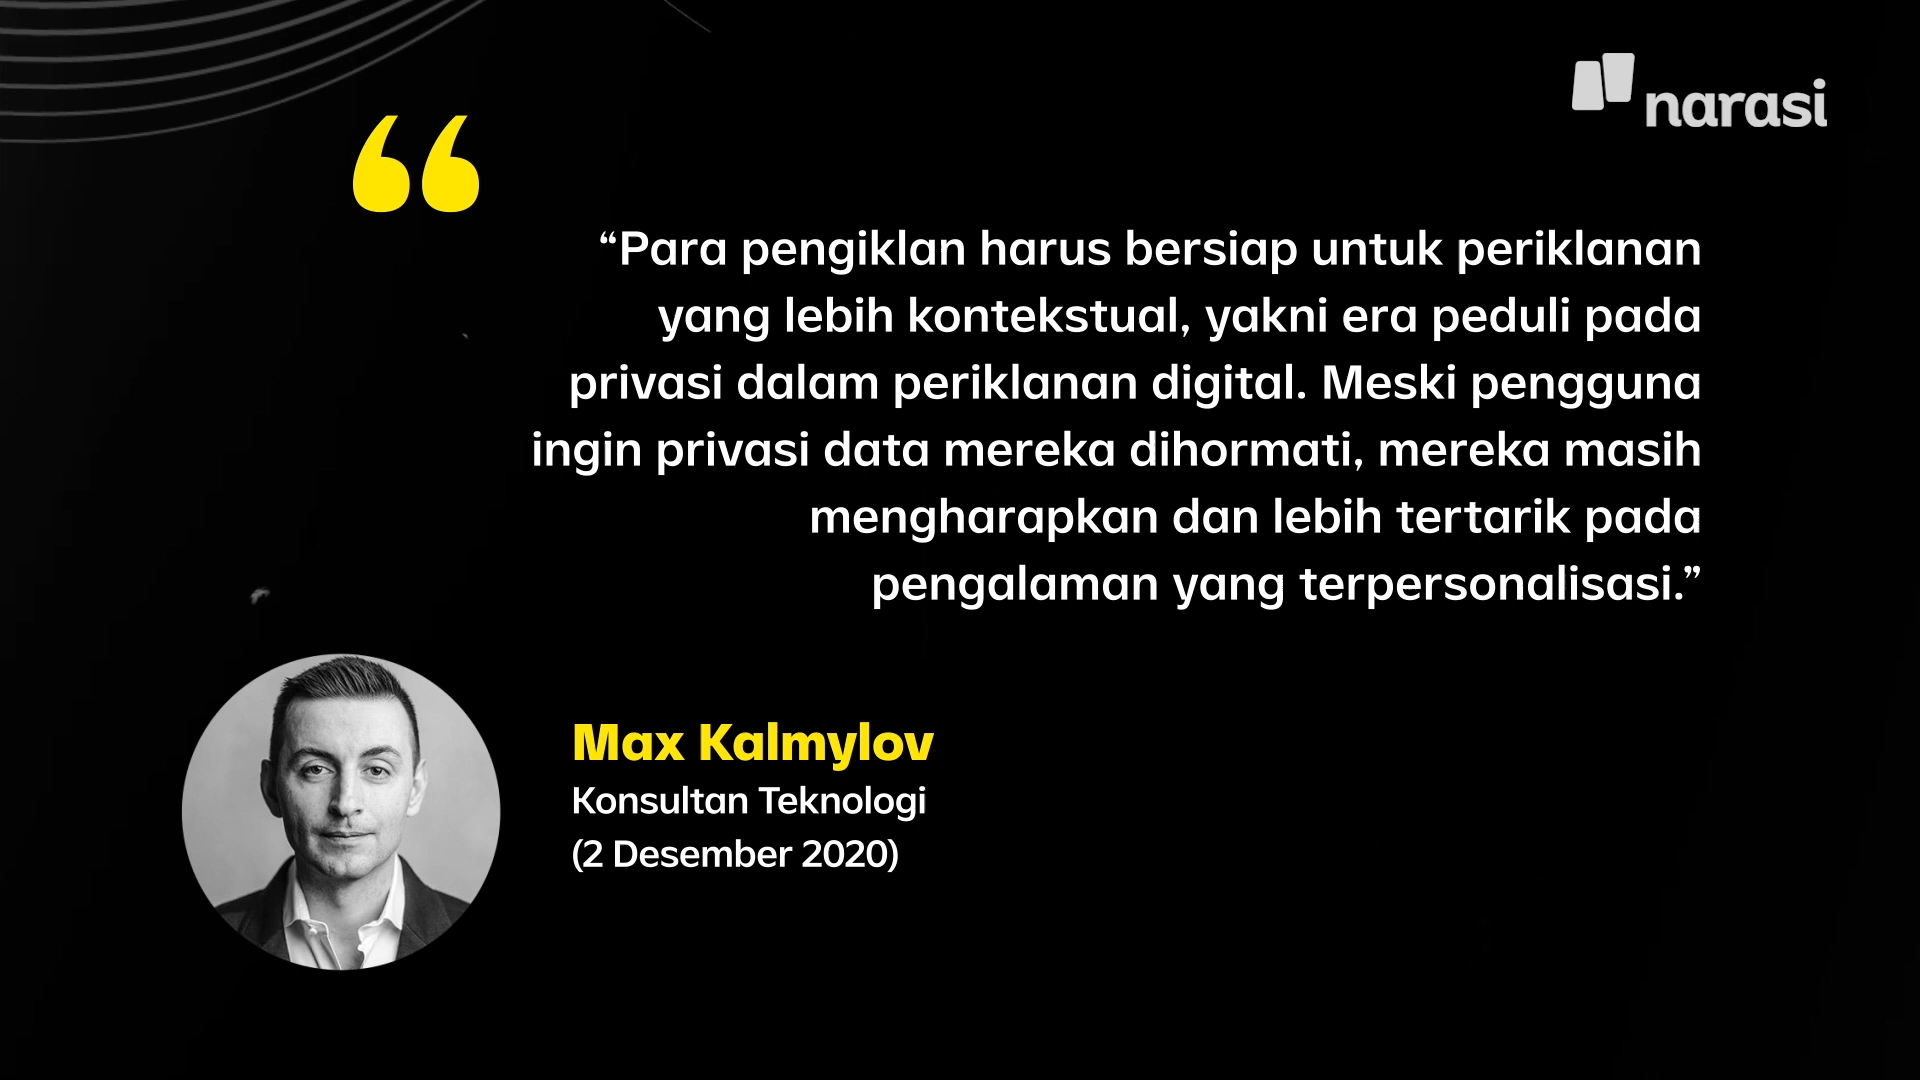 narasi
“Para pengiklan harus bersiap untuk periklanan
yang lebih kontekstual, yakni era peduli pada
privasi dalam periklanan digital. Meski pengguna
ingin privasi data mereka dihormati, mereka masih
mengharapkan dan lebih tertarik pada
pengalaman yang terpersonalisasi.”
Max Kalmylov
Konsultan Teknologi
(2 Desember 2020)